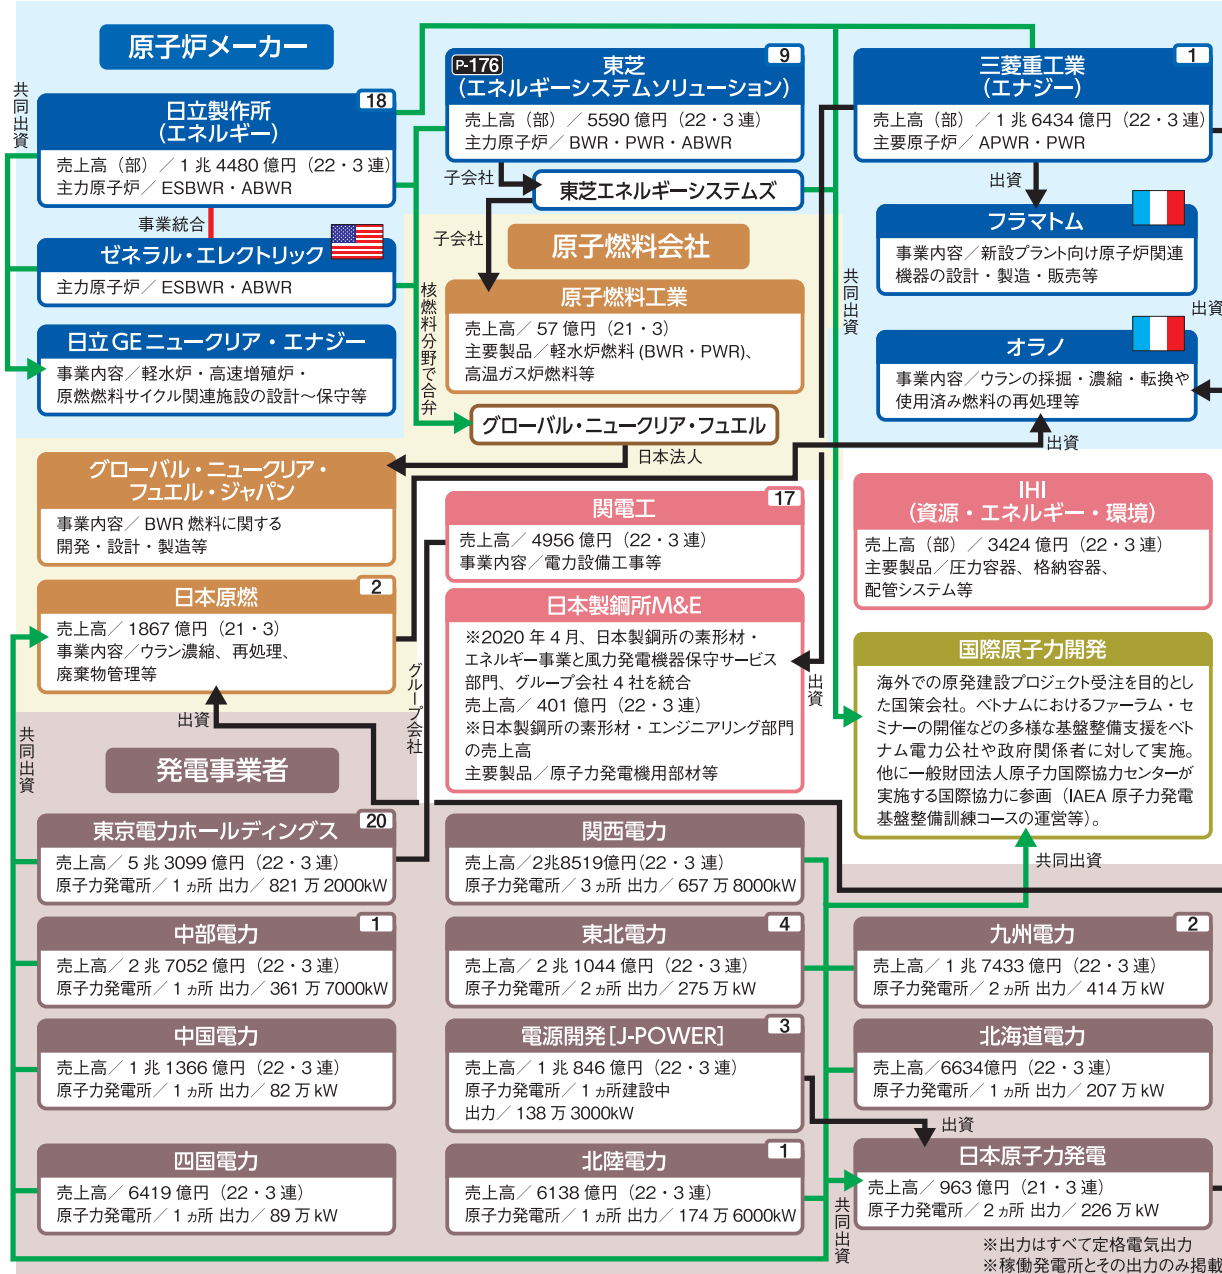 原子炉メーカー
共同出資
18
日立製作所
(エネルギー)
売上高(部)/1兆4480億円(22・3連)
主力原子炉/ESBWR・ABWR
事業統合
ゼネラル・エレクトリック
主力原子炉/ESBWR・ABWR
日立GEニュークリア・エナジー
事業内容/軽水炉・高速増殖炉・
原燃燃料サイクル関連施設の設計〜保守等
P-176
9
東芝
(エネルギーシステムソリューション)
売上高(部)/5590億円(22・3連)
主力原子炉/BWR・PWR・ABWR
子会社
東芝エネルギーシステムズ
子会社
原子燃料会社
核燃料分野で合弁
原子燃料工業
売上高/57億円(21・3)
主要製品/軽水炉燃料(BWR・PWR)、
高温ガス炉燃料等
グローバル・ニュークリア・フュエル
日本法人
1
三菱重工業
(エナジー)
売上高(部)/1兆6434億円(22・3連)
主要原子炉/APWR・PWR
出資
フラマトム
事業内容/新設プラント向け原子炉関連
機器の設計・製造・販売等
共同出資
出資
オラノ
事業内容/ウランの採掘・濃縮・転換や
使用済み燃料の再処理等
出資
グローバル・ニュークリア・
フュエル・ジャパン
事業内容/BWR燃料に関する
開発・設計・製造等
2
日本原燃
売上高/1867億円(21・3)
事業内容/ウラン濃縮、再処理、
廃棄物管理等
出資
グループ会社
17
関電工
売上高/4956億円(22・3連)
事業内容/電力設備工事等
日本製鋼所M&E
※2020年4月、日本製鋼所の素形材・
エネルギー事業と風力発電機器保守サービス
部門、グループ会社4社を統合
売上高/401億円(22・3連)
※日本製鋼所の素形材・エンジニアリング部門
の売上高
主要製品/原子力発電機用部材等
出資
IHI
(資源・エネルギー・環境)
売上高(部)/3424億円(22・3連)
主要製品/圧力容器、格納容器、
配管システム等
国際原子力開発
海外での原発建設プロジェクト受注を目的とし
た国策会社。ベトナムにおけるファーラム・セ
ミナーの開催などの多様な基盤整備支援をベト
ナム電力公社や政府関係者に対して実施。
他に一般財団法人原子力国際協力センターが
実施する国際協力に参画(IAEA原子力発電
基盤整備訓練コースの運営等)。
共同出資
共同出資
発電事業者
20
東京電力ホールディングス
売上高/5兆3099億円(22・3連)
原子力発電所/1ヵ所 出力/821万2000kW
1
中部電力
売上高/2兆7052億円(22・3連)
原子力発電所/1ヵ所 出力/361万7000kW
中国電力
売上高/1兆1366億円(22・3連)
原子力発電所/1ヵ所 出力/82万kW
四国電力
売上高/6419億円(22・3連)
原子力発電所/1ヵ所 出力/89万kW
関西電力
売上高/2兆8519億円(22・3連)
原子力発電所/3ヵ所 出力/657万8000kW
4
東北電力
売上高/2兆1044億円(22・3連)
原子力発電所/2ヵ所 出力/275万kW
3
電源開発[J-POWER]
売上高/1兆846億円(22・3連)
原子力発電所/1ヵ所建設中
出力/138万3000kW
1
北陸電力
売上高/6138億円(22・3連)
原子力発電所/1ヵ所 出力/174万6000kW
2
九州電力
売上高/1兆7433億円(22・3連)
原子力発電所/2ヵ所 出力/414万kW
北海道電力
売上高/6634億円(22・3連)
原子力発電所/1ヵ所 出力/207万kW
出資
日本原子力発電
売上高/963億円(21・3連)
原子力発電所/2ヵ所 出力/226万kW
共同出資
※出力はすべて定格電気出力
※稼働発電所とその出力のみ掲載